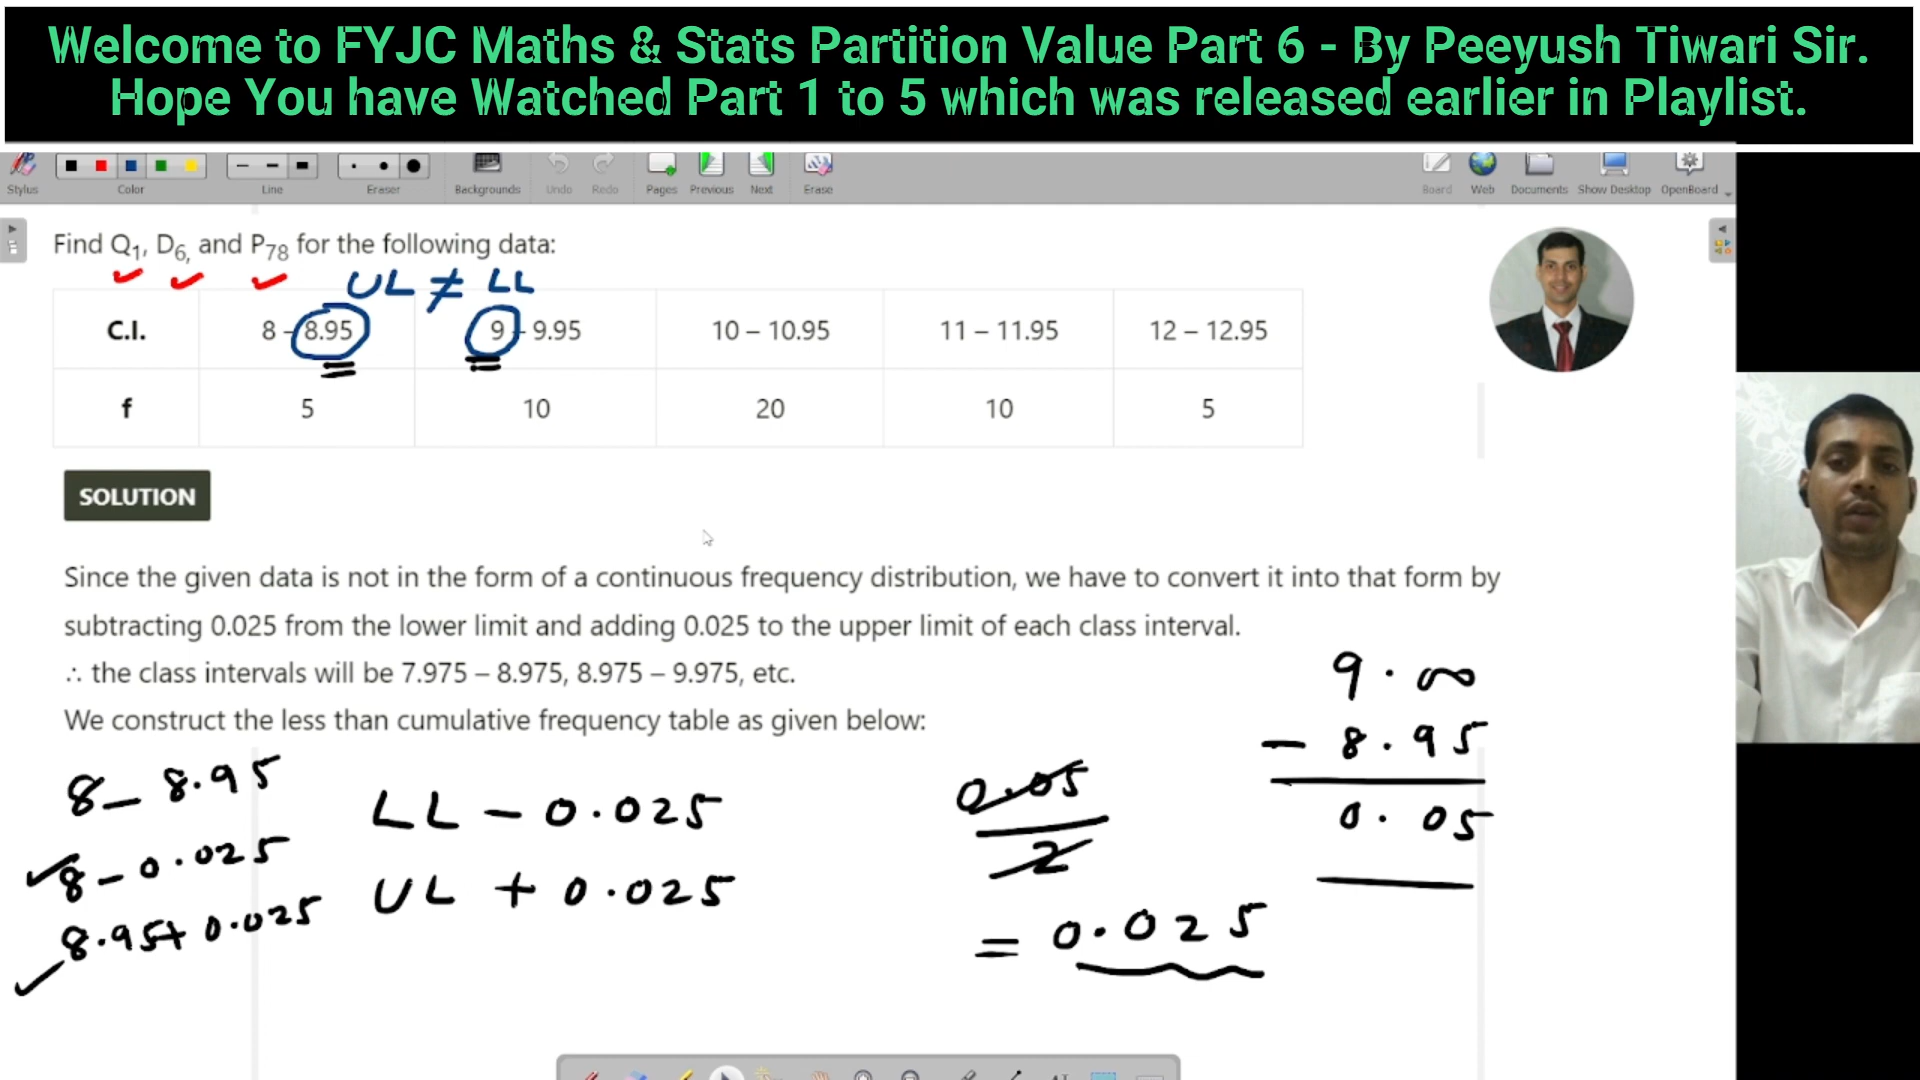 Welcome to FYJC Maths & Stats Partition Value Part 6 - By Peeyush Tiwari Sir.
Hope You have Watched Part 1 to 5 which was released earlier in Playlist.
Stylus Color Line Eraser Backgrounds Undo Redo Pages Previous Next Erase Board Web Documents Show Desktop OpenBoard
Find Q1, D6, and P78 for the following data:
UL ≠ LL
C.I. 8 – 8.95 9 – 9.95 10 – 10.95 11 – 11.95 12 – 12.95
f 5 10 20 10 5
SOLUTION
Since the given data is not in the form of a continuous frequency distribution, we have to convert it into that form by
subtracting 0.025 from the lower limit and adding 0.025 to the upper limit of each class interval.
∴ the class intervals will be 7.975 – 8.975, 8.975 – 9.975, etc.
We construct the less than cumulative frequency table as given below:
8 – 8.95
8 – 0.025
8.95 + 0.025
LL – 0.025
UL + 0.025
0.05
2
= 0.025
9.00
– 8.95
0.05